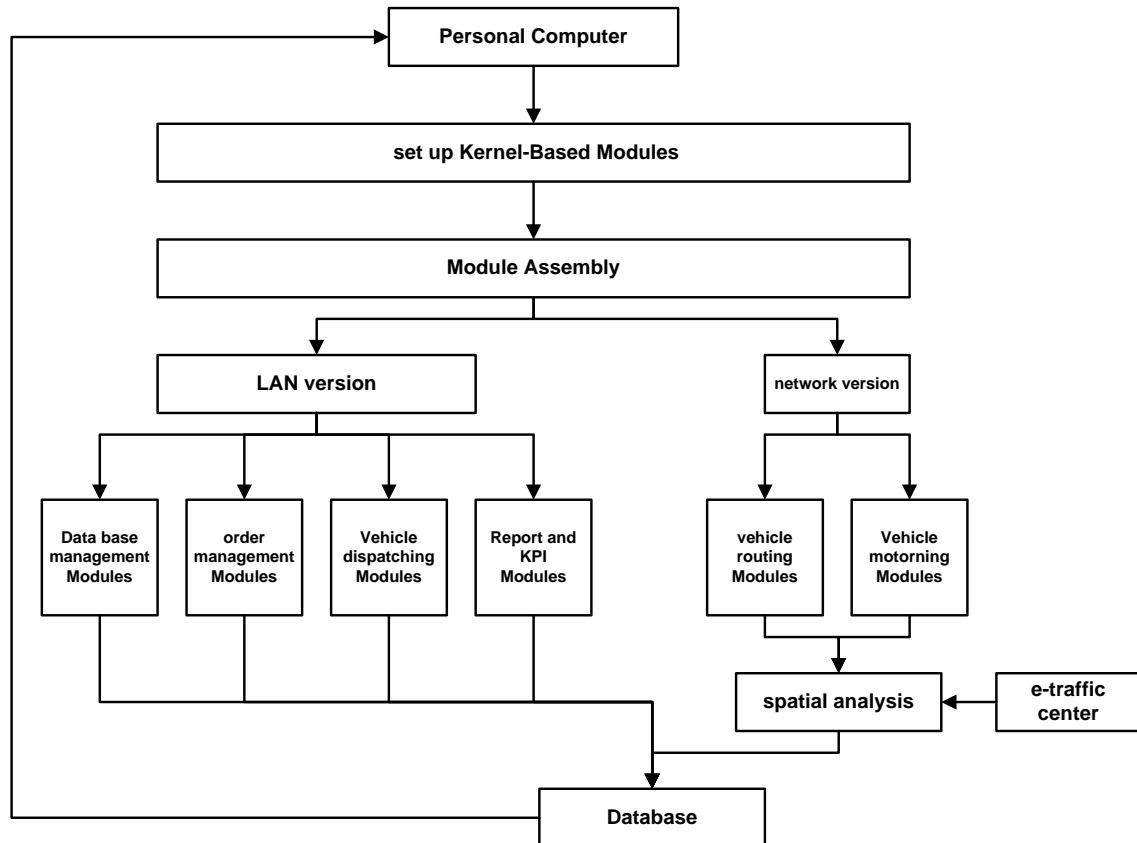 Personal Computer
set up Kernel-Based Modules
Module Assembly
LAN version
network version
Data base
management
Modules
order
management
Modules
Vehicle
dispatching
Modules
Report and
KPI
Modules
vehicle
routing
Modules
Vehicle
motorning
Modules
spatial analysis
e-traffic
center
Database